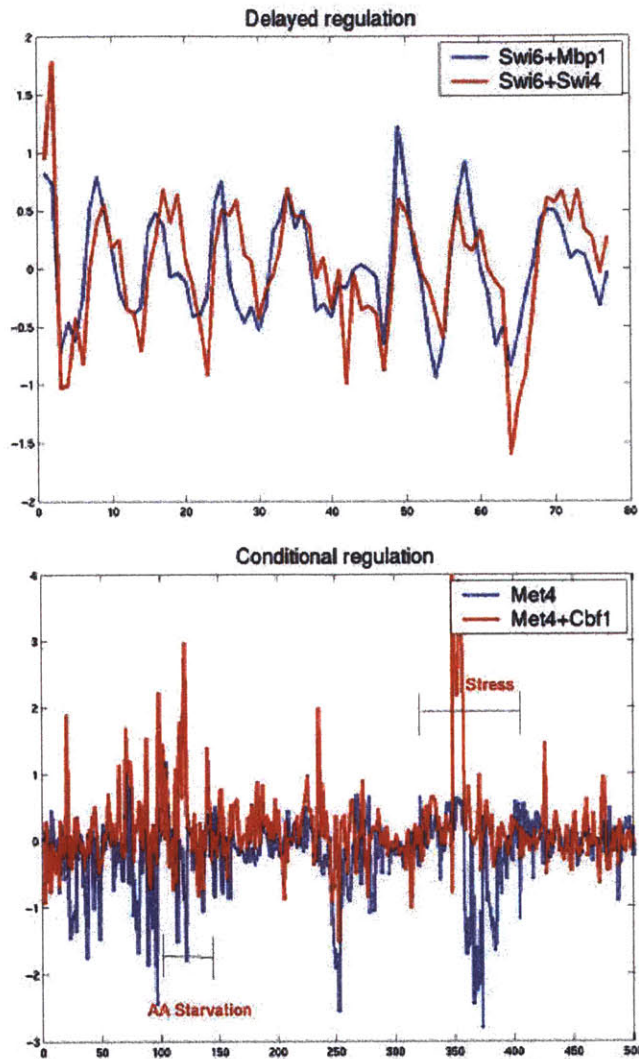 Delayed regulation
2
1.5
1
0.5
0
-0.5
-1
-1.5
-2
Swi6+Mbp1
Swi6+Swi4
0 10 20 30 40 50 60 70 80
Conditional regulation
4
3
2
1
0
-1
-2
-3
Met4
Met4+Cbf1
Stress
AA Starvation
0 50 100 150 200 250 300 350 400 450 500